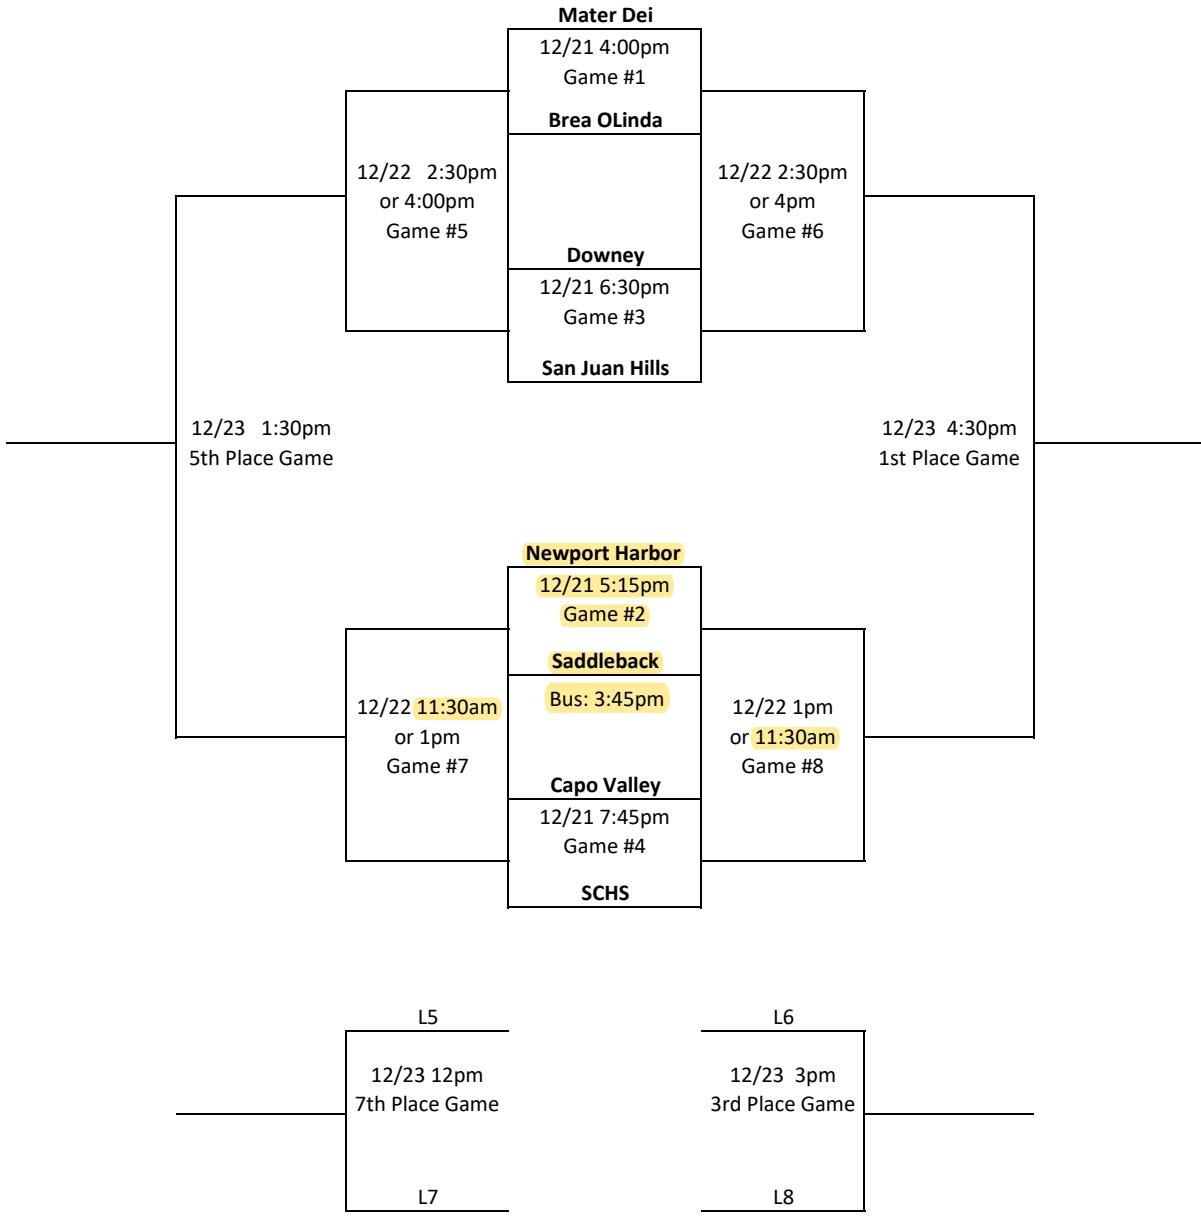 Mater Dei
12/21 4:00pm
Game #1
Brea OLinda
12/22   2:30pm
or 4:00pm
Game #5
12/22 2:30pm
or 4pm
Game #6
Downey
12/21 6:30pm
Game #3
San Juan Hills
12/23   1:30pm
5th Place Game
12/23  4:30pm
1st Place Game
Newport Harbor
12/21 5:15pm
Game #2
Saddleback
Bus: 3:45pm
12/22 11:30am
or 1pm
Game #7
12/22 1pm
or 11:30am
Game #8
Capo Valley
12/21 7:45pm
Game #4
SCHS
L5
12/23 12pm
7th Place Game
L7
L6
12/23  3pm
3rd Place Game
L8